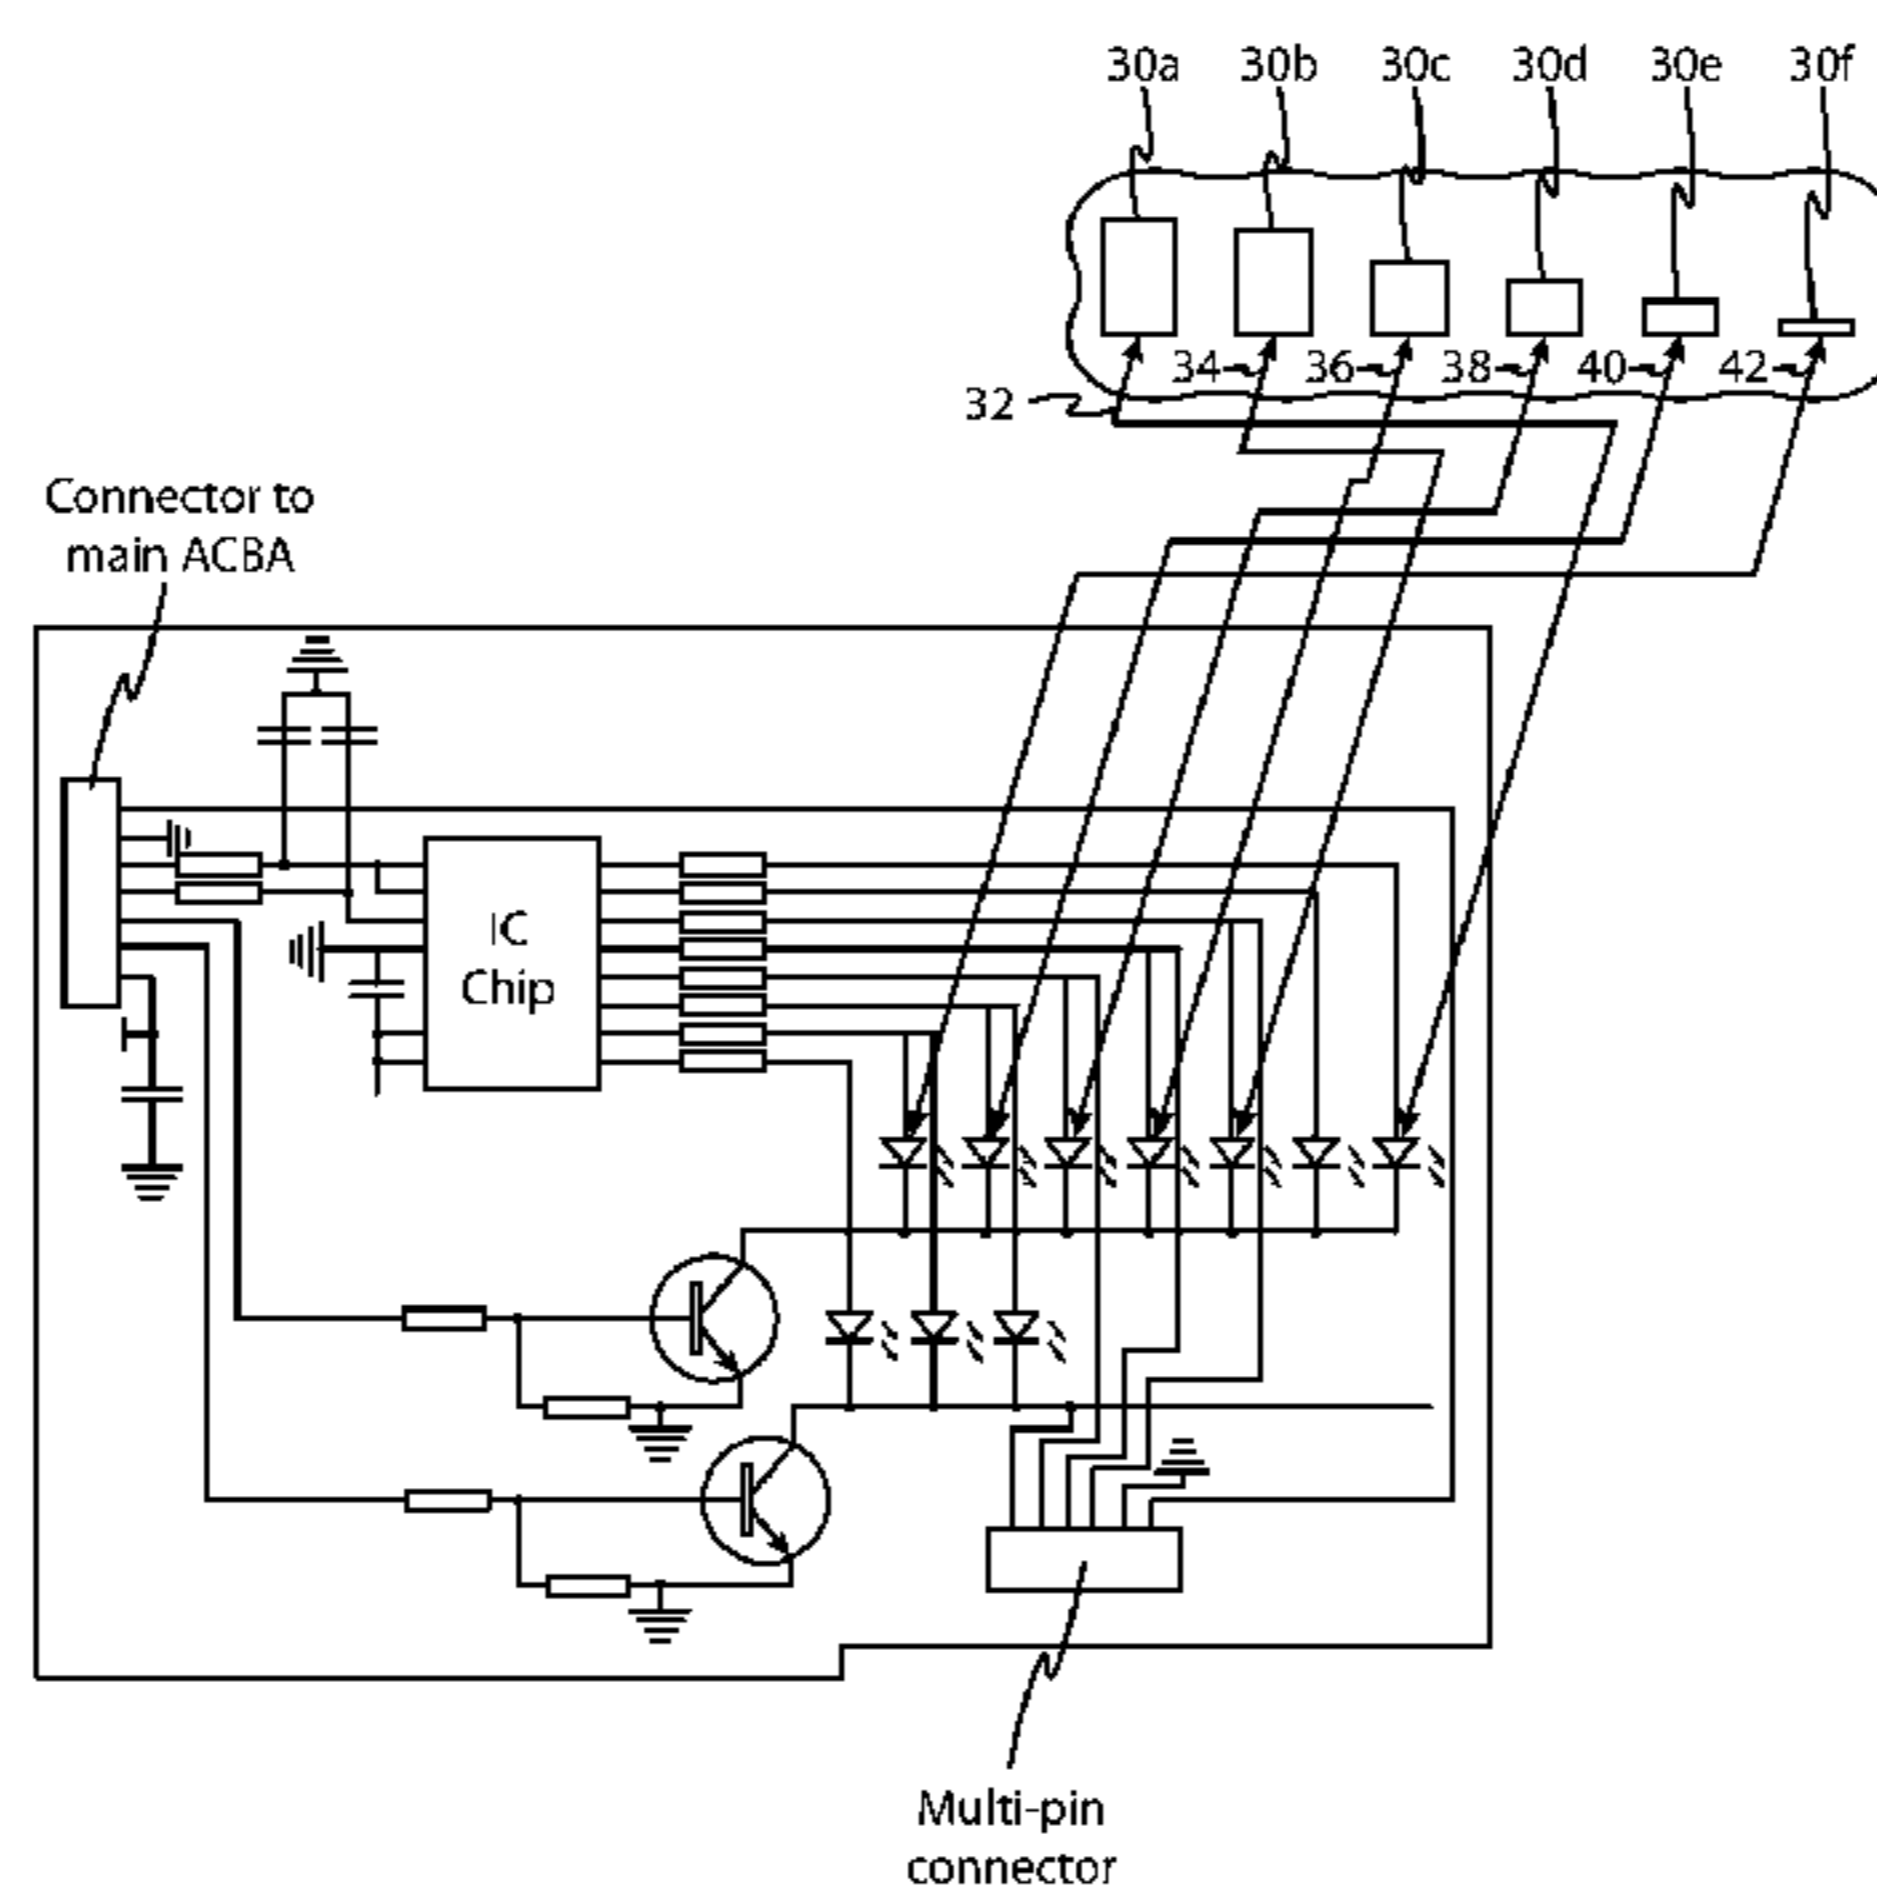 30a 30b 30c 30d 30e 30f
34 36 38 40 42
32
Connector to
main ACBA
IC
Chip
Multi-pin
connector